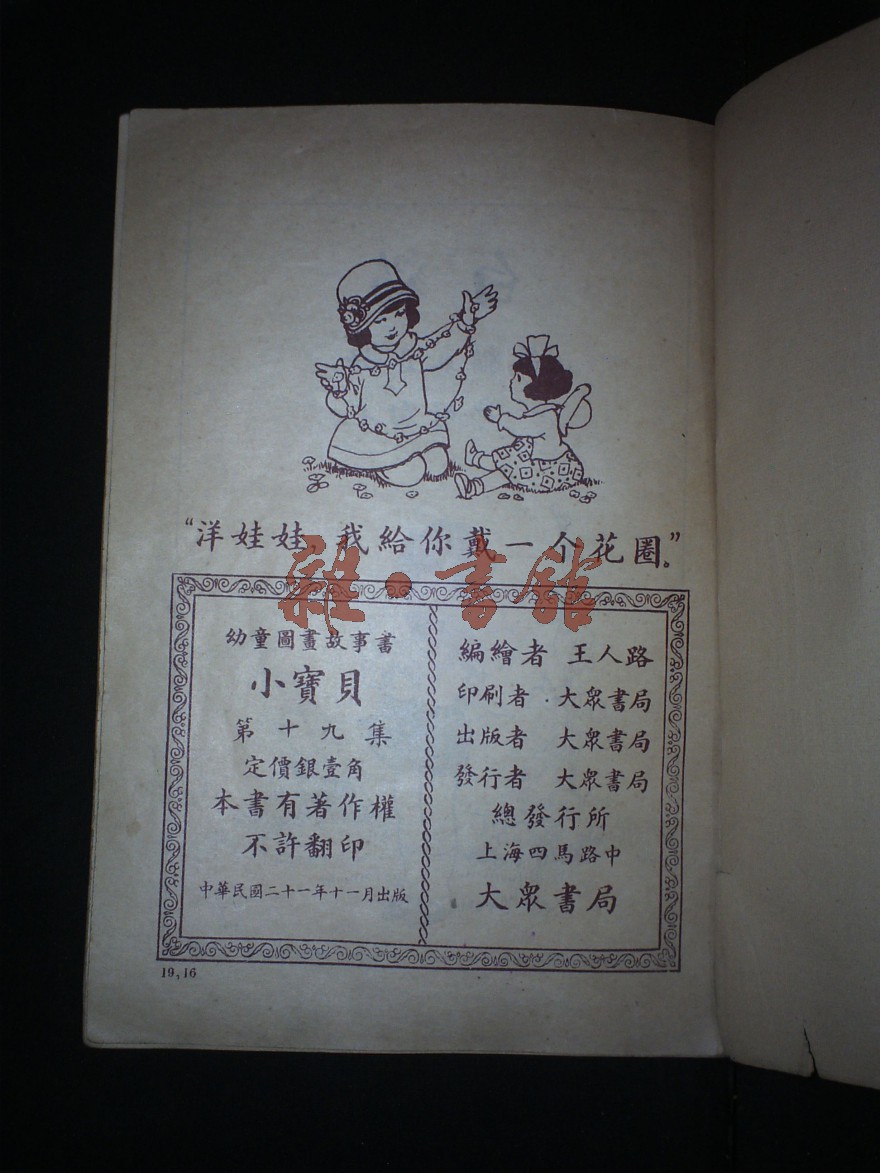 “洋娃娃，我給你戴一个花圈。”
雜·書館
幼童圖畫故事書
小寶貝
第十九集
定價銀壹角
本書有著作權
不許翻印
中華民國二十一年十一月出版
編繪者 王人路
印刷者 大眾書局
出版者 大眾書局
發行者 大眾書局
總發行所
上海四馬路中
大眾書局
19,16